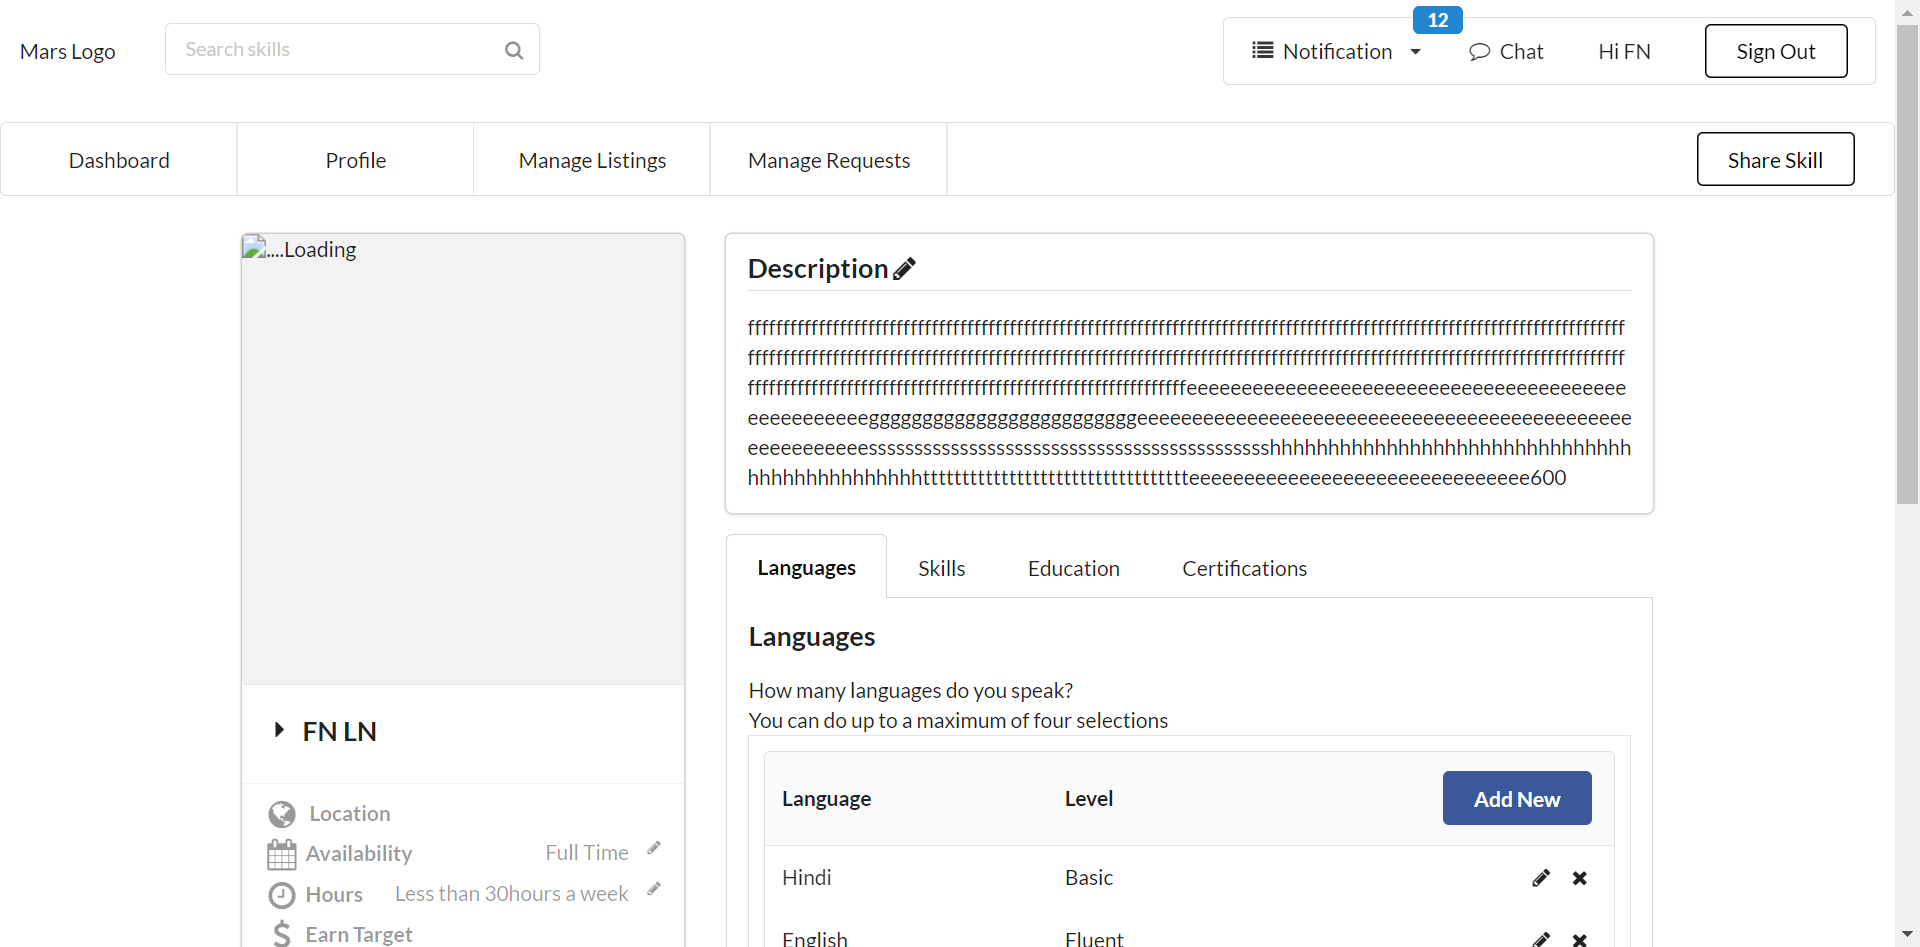 Mars Logo
Search skills
Notification
12
Chat
Hi FN
Sign Out
Dashboard
Profile
Manage Listings
Manage Requests
Share Skill
....Loading
FN LN
Location
Availability Full Time
Hours Less than 30hours a week
Earn Target
Description
Languages
Skills
Education
Certifications
Languages
How many languages do you speak?
You can do up to a maximum of four selections
Language Level Add New
Hindi Basic
English Fluent